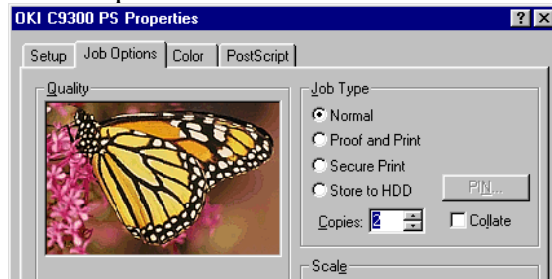 OKI C9300 PS Properties
Setup Job Options Color PostScript
Quality
Job Type
Normal
Proof and Print
Secure Print
Store to HDD
PIN...
Copies: 2
Collate
Scale